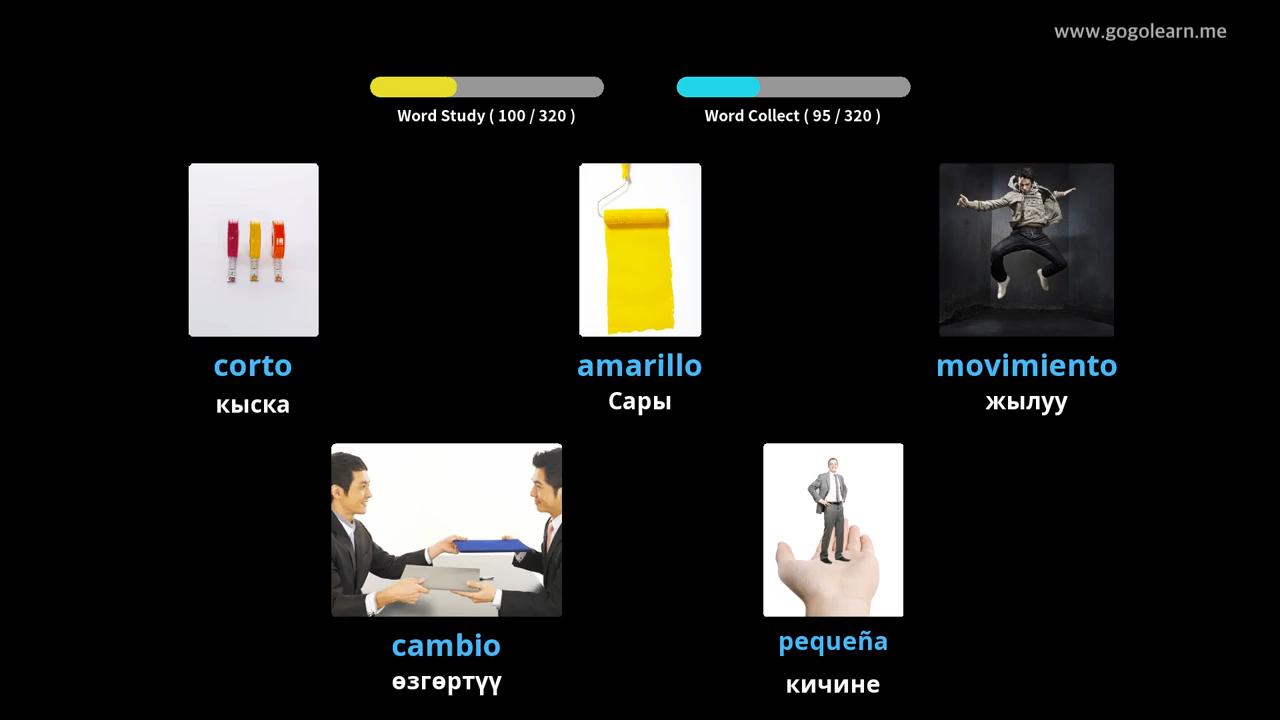 www.gogolearn.me
Word Study ( 100 / 320 )
Word Collect ( 95 / 320 )
corto
кыска
amarillo
Сары
movimiento
жылуу
cambio
өзгөртүү
pequeña
кичине